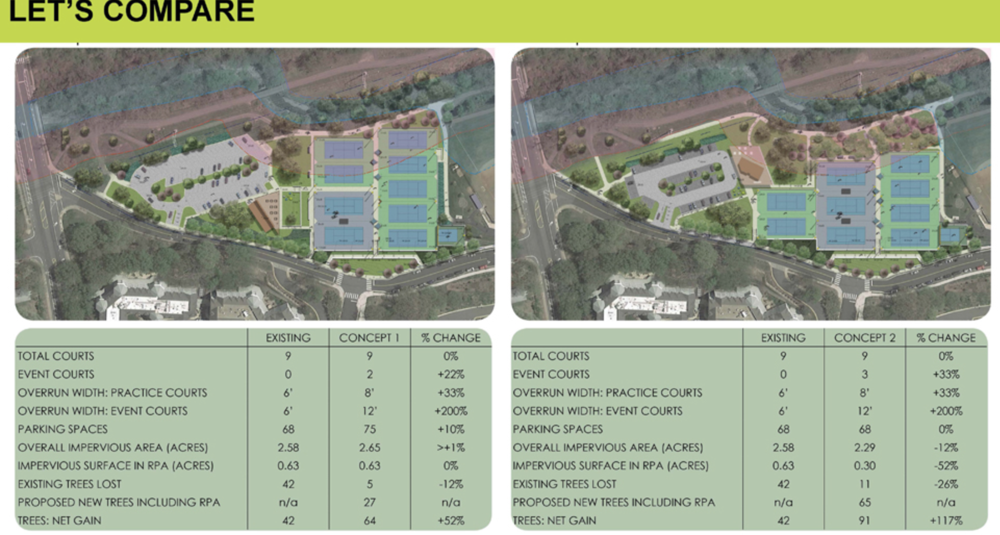 LET'S COMPARE
EXISTING CONCEPT 1 % CHANGE
TOTAL COURTS 9 9 0%
EVENT COURTS 0 2 +22%
OVERRUN WIDTH: PRACTICE COURTS 6' 8' +33%
OVERRUN WIDTH: EVENT COURTS 6' 12' +200%
PARKING SPACES 68 75 +10%
OVERALL IMPERVIOUS AREA (ACRES) 2.58 2.65 >+1%
IMPERVIOUS SURFACE IN RPA (ACRES) 0.63 0.63 0%
EXISTING TREES LOST 42 5 -12%
PROPOSED NEW TREES INCLUDING RPA n/a 27 n/a
TREES: NET GAIN 42 64 +52%
EXISTING CONCEPT 2 % CHANGE
TOTAL COURTS 9 9 0%
EVENT COURTS 0 3 +33%
OVERRUN WIDTH: PRACTICE COURTS 6' 8' +33%
OVERRUN WIDTH: EVENT COURTS 6' 12' +200%
PARKING SPACES 68 68 0%
OVERALL IMPERVIOUS AREA (ACRES) 2.58 2.29 -12%
IMPERVIOUS SURFACE IN RPA (ACRES) 0.63 0.30 -52%
EXISTING TREES LOST 42 11 -26%
PROPOSED NEW TREES INCLUDING RPA n/a 65 n/a
TREES: NET GAIN 42 91 +117%